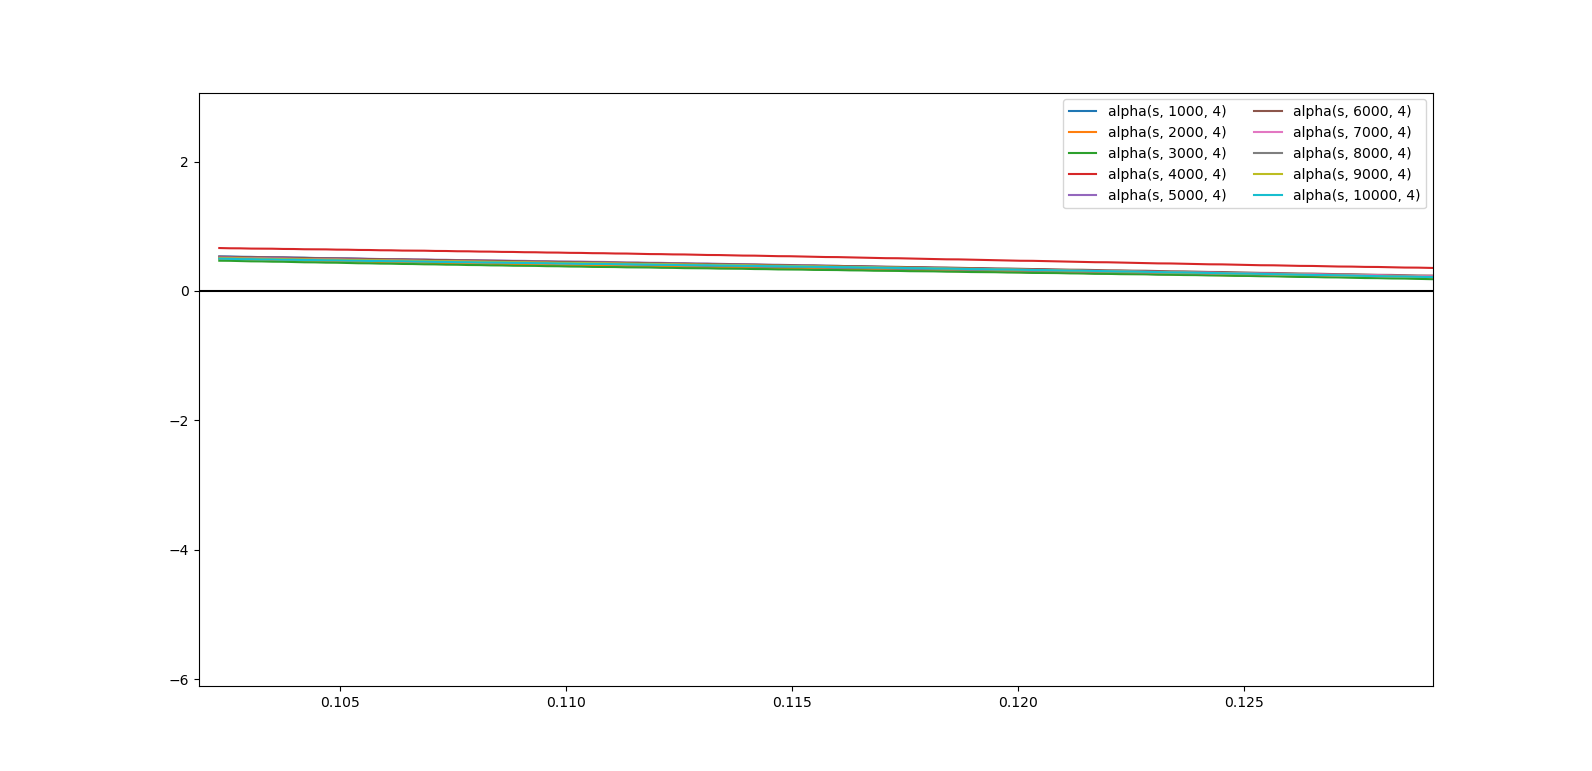 alpha(s, 1000, 4)
alpha(s, 2000, 4)
alpha(s, 3000, 4)
alpha(s, 4000, 4)
alpha(s, 5000, 4)
alpha(s, 6000, 4)
alpha(s, 7000, 4)
alpha(s, 8000, 4)
alpha(s, 9000, 4)
alpha(s, 10000, 4)
2
0
−2
−4
−6
0.105 0.110 0.115 0.120 0.125